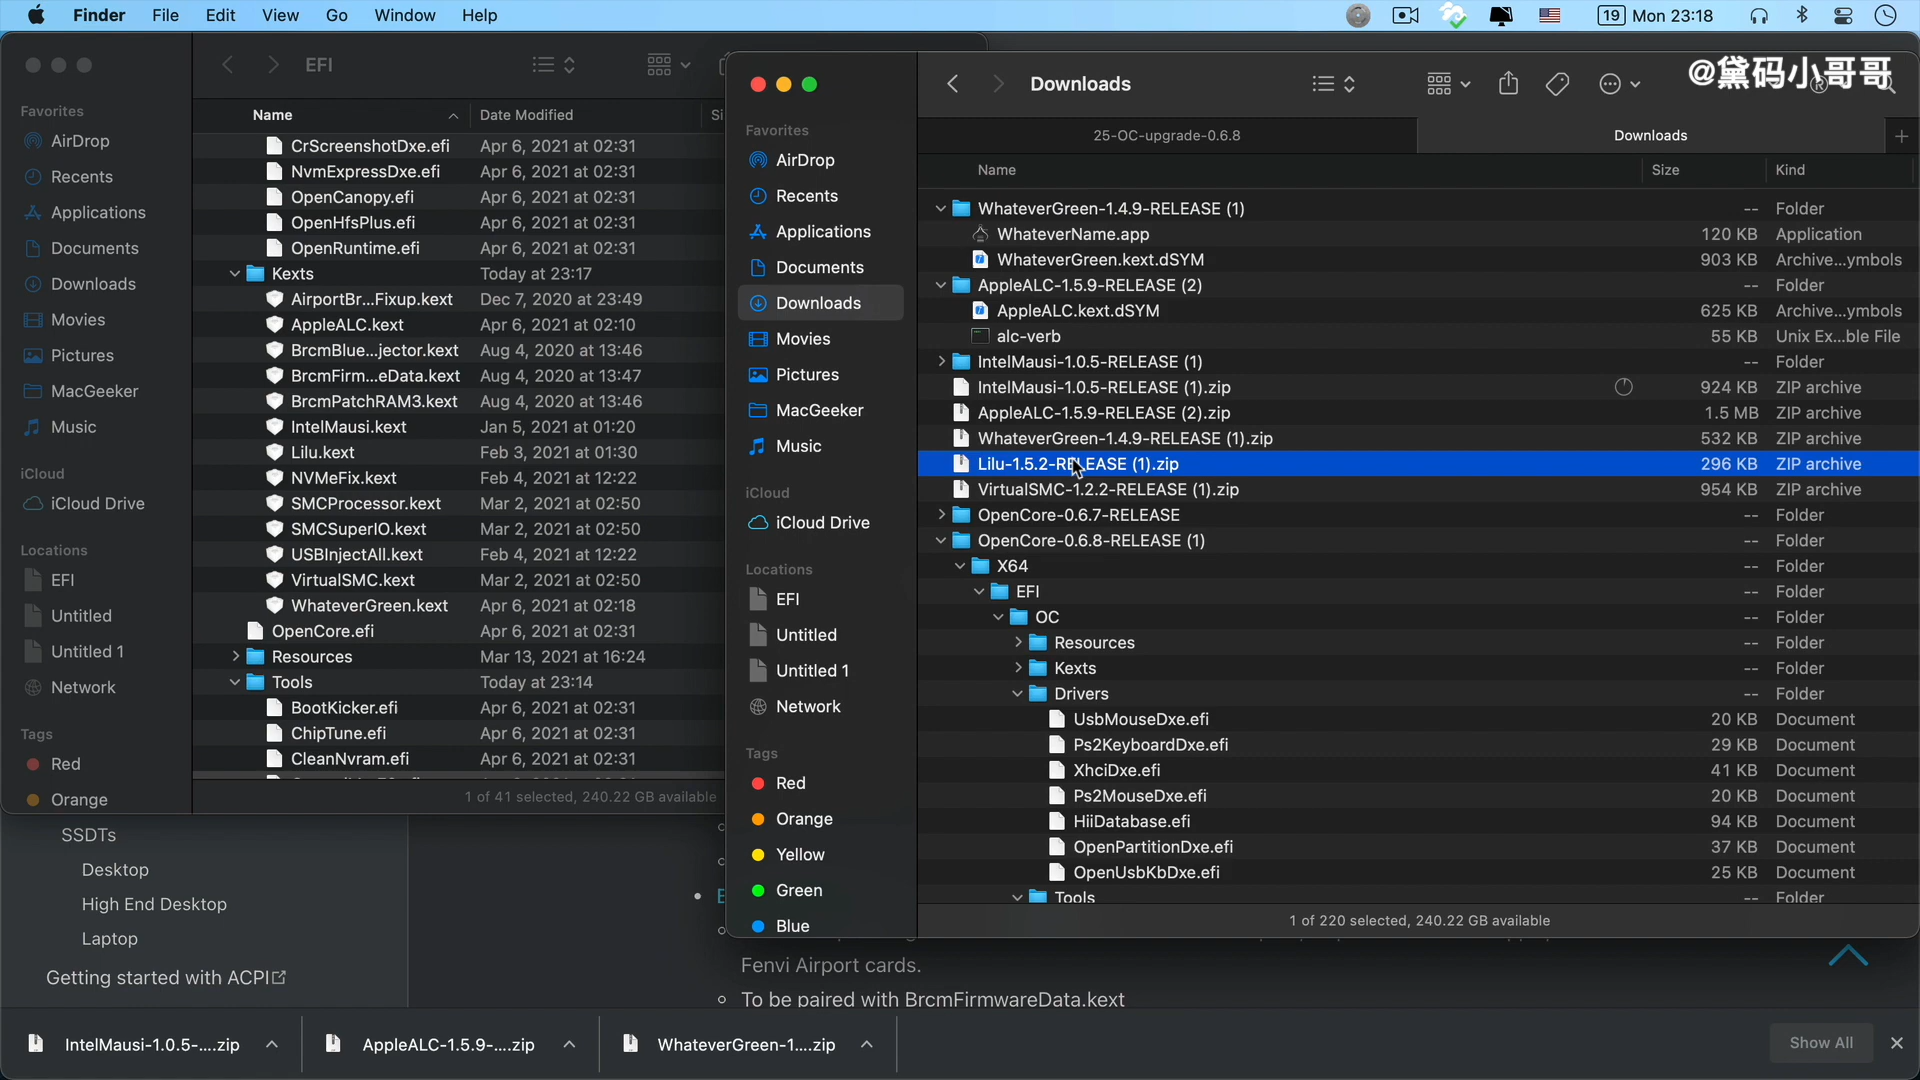 Finder File Edit View Go Window Help
19 Mon 23:18
EFI
Favorites
AirDrop
Recents
Applications
Documents
Downloads
Movies
Pictures
MacGeeker
Music
iCloud
iCloud Drive
Locations
EFI
Untitled
Untitled 1
Network
Tags
Red
Orange
Name Date Modified Si
CrScreenshotDxe.efi Apr 6, 2021 at 02:31
NvmExpressDxe.efi Apr 6, 2021 at 02:31
OpenCanopy.efi Apr 6, 2021 at 02:31
OpenHfsPlus.efi Apr 6, 2021 at 02:31
OpenRuntime.efi Apr 6, 2021 at 02:31
Kexts Today at 23:17
AirportBr...Fixup.kext Dec 7, 2020 at 23:49
AppleALC.kext Apr 6, 2021 at 02:10
BrcmBlue...jector.kext Aug 4, 2020 at 13:46
BrcmFirm...eData.kext Aug 4, 2020 at 13:47
BrcmPatchRAM3.kext Aug 4, 2020 at 13:46
IntelMausi.kext Jan 5, 2021 at 01:20
Lilu.kext Feb 3, 2021 at 01:30
NVMeFix.kext Feb 4, 2021 at 12:22
SMCProcessor.kext Mar 2, 2021 at 02:50
SMCSuperIO.kext Mar 2, 2021 at 02:50
USBInjectAll.kext Feb 4, 2021 at 12:22
VirtualSMC.kext Mar 2, 2021 at 02:50
WhateverGreen.kext Apr 6, 2021 at 02:18
OpenCore.efi Apr 6, 2021 at 02:31
Resources Mar 13, 2021 at 16:24
Tools Today at 23:14
BootKicker.efi Apr 6, 2021 at 02:31
ChipTune.efi Apr 6, 2021 at 02:31
CleanNvram.efi Apr 6, 2021 at 02:31
1 of 41 selected, 240.22 GB available
Downloads
@黛码小哥哥
25-OC-upgrade-0.6.8 Downloads
Favorites
AirDrop
Recents
Applications
Documents
Downloads
Movies
Pictures
MacGeeker
Music
iCloud
iCloud Drive
Locations
EFI
Untitled
Untitled 1
Network
Tags
Red
Orange
Yellow
Green
Blue
Name Size Kind
WhateverGreen-1.4.9-RELEASE (1) -- Folder
WhateverName.app 120 KB Application
WhateverGreen.kext.dSYM 903 KB Archive...ymbols
AppleALC-1.5.9-RELEASE (2) -- Folder
AppleALC.kext.dSYM 625 KB Archive...ymbols
alc-verb 55 KB Unix Ex...ble File
IntelMausi-1.0.5-RELEASE (1) -- Folder
IntelMausi-1.0.5-RELEASE (1).zip 924 KB ZIP archive
AppleALC-1.5.9-RELEASE (2).zip 1.5 MB ZIP archive
WhateverGreen-1.4.9-RELEASE (1).zip 532 KB ZIP archive
Lilu-1.5.2-RELEASE (1).zip 296 KB ZIP archive
VirtualSMC-1.2.2-RELEASE (1).zip 954 KB ZIP archive
OpenCore-0.6.7-RELEASE -- Folder
OpenCore-0.6.8-RELEASE (1) -- Folder
X64 -- Folder
EFI -- Folder
OC -- Folder
Resources -- Folder
Kexts -- Folder
Drivers -- Folder
UsbMouseDxe.efi 20 KB Document
Ps2KeyboardDxe.efi 29 KB Document
XhciDxe.efi 41 KB Document
Ps2MouseDxe.efi 20 KB Document
HiiDatabase.efi 94 KB Document
OpenPartitionDxe.efi 37 KB Document
OpenUsbKbDxe.efi 25 KB Document
Tools -- Folder
1 of 220 selected, 240.22 GB available
SSDTs
Desktop
High End Desktop
Laptop
Getting started with ACPI
Fenvi Airport cards.
To be paired with BrcmFirmwareData.kext
IntelMausi-1.0.5-....zip AppleALC-1.5.9-....zip WhateverGreen-1....zip Show All